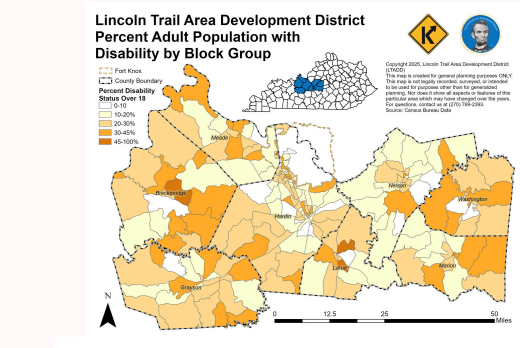 Lincoln Trail Area Development District
Percent Adult Population with
Disability by Block Group
Fort Knox
County Boundary
Percent Disability
Status Over 18
0-10
10-20%
20-30%
30-45%
45-100%
K
Copyright 2025, Lincoln Trail Area Development District
(LTADD)
This map is created for general planning purposes ONLY.
This map is not legally recorded, surveyed, or intended
to be used for purposes other than for generalized
planning. Nor does it show all aspects or features of this
particular area which may have changed over the years.
For questions, contact us at (270) 769-2393.
Source: Census Bureau Data
Meade
Breckinridge
Hardin
Nelson
Washington
Larue
Marion
Grayson
N
0 12.5 25 50
Miles